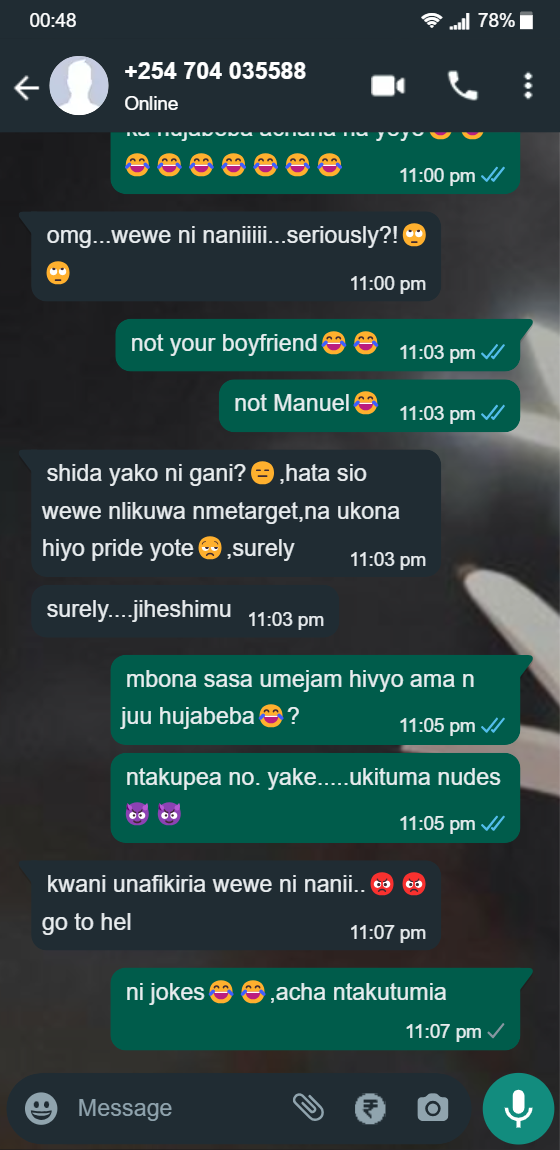 00:48
78%
+254 704 035588
Online
😂 😂
😂 😂 😂 😂 😂 😂 😂
11:00 pm
omg...wewe ni naniiiii...seriously?!🙄
🙄
11:00 pm
not your boyfriend😂 😂 11:03 pm
not Manuel😂 11:03 pm
shida yako ni gani?😑,hata sio
wewe nlikuwa nmetarget,na ukona
hiyo pride yote😟,surely 11:03 pm
surely....jiheshimu 11:03 pm
mbona sasa umejam hivyo ama n
juu hujabeba😂? 11:05 pm
ntakupea no. yake.....ukituma nudes
😈 😈 11:05 pm
kwani unafikiria wewe ni nanii..😡 😡
go to hel 11:07 pm
ni jokes😂 😂,acha ntakutumia
11:07 pm
Message
₹